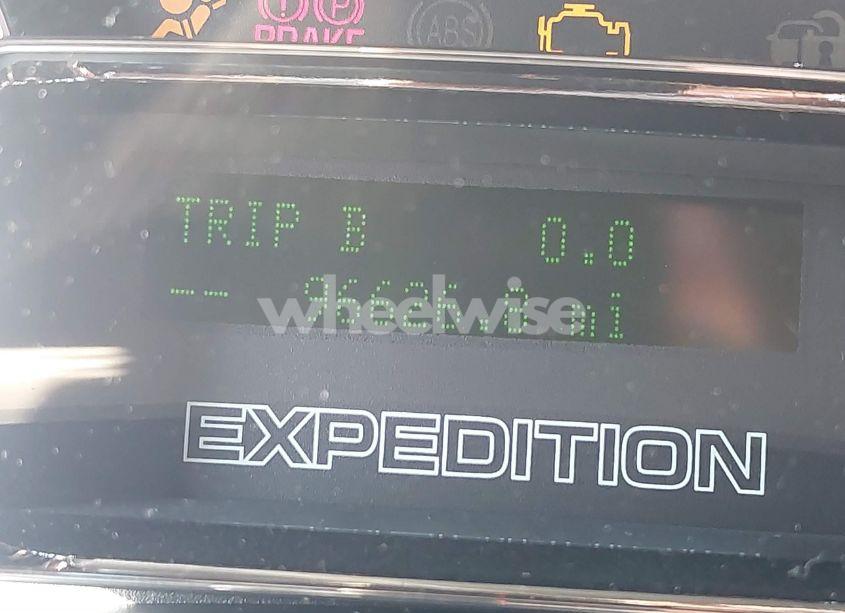 BRAKE
ABS
TRIP B 0.0
-- mi
wheelwise
EXPEDITION